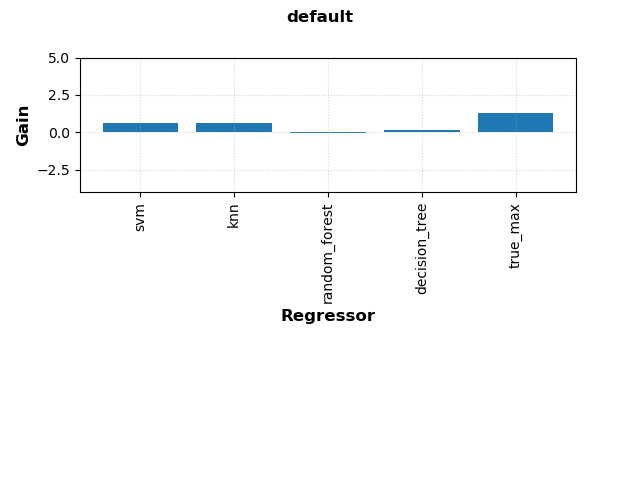 default
5.0
2.5
0.0
−2.5
Gain
svm
knn
random_forest
decision_tree
true_max
Regressor